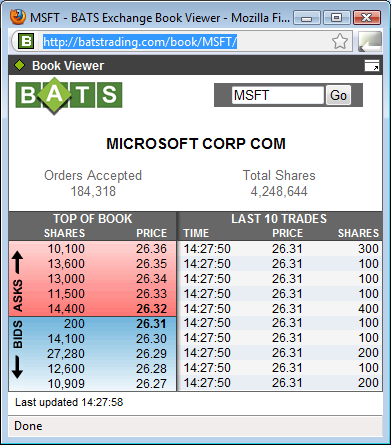 MSFT - BATS Exchange Book Viewer - Mozilla Fi...
http://batstrading.com/book/MSFT/
Book Viewer
BATS
MSFT Go
MICROSOFT CORP COM
Orders Accepted Total Shares
184,318 4,248,644
TOP OF BOOK LAST 10 TRADES
SHARES PRICE TIME PRICE SHARES
ASKS
BIDS
10,100 26.36 14:27:50 26.31 300
13,600 26.35 14:27:50 26.31 100
13,000 26.34 14:27:50 26.31 100
11,500 26.33 14:27:50 26.31 100
14,400 26.32 14:27:50 26.31 400
200 26.31 14:27:50 26.31 100
14,100 26.30 14:27:50 26.31 100
27,280 26.29 14:27:50 26.31 200
12,600 26.28 14:27:50 26.31 100
10,909 26.27 14:27:50 26.31 200
Last updated 14:27:58
Done